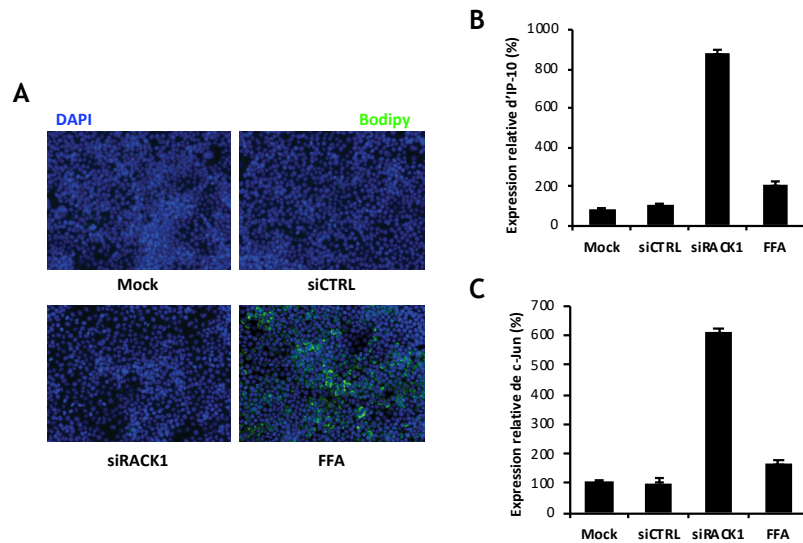 A
DAPI Bodipy
Mock siCTRL
siRACK1 FFA
B
Expression relative d'IP-10 (%)
1000
800
600
400
200
0
Mock siCTRL siRACK1 FFA
C
Expression relative de c-Jun (%)
700
600
500
400
300
200
100
0
Mock siCTRL siRACK1 FFA